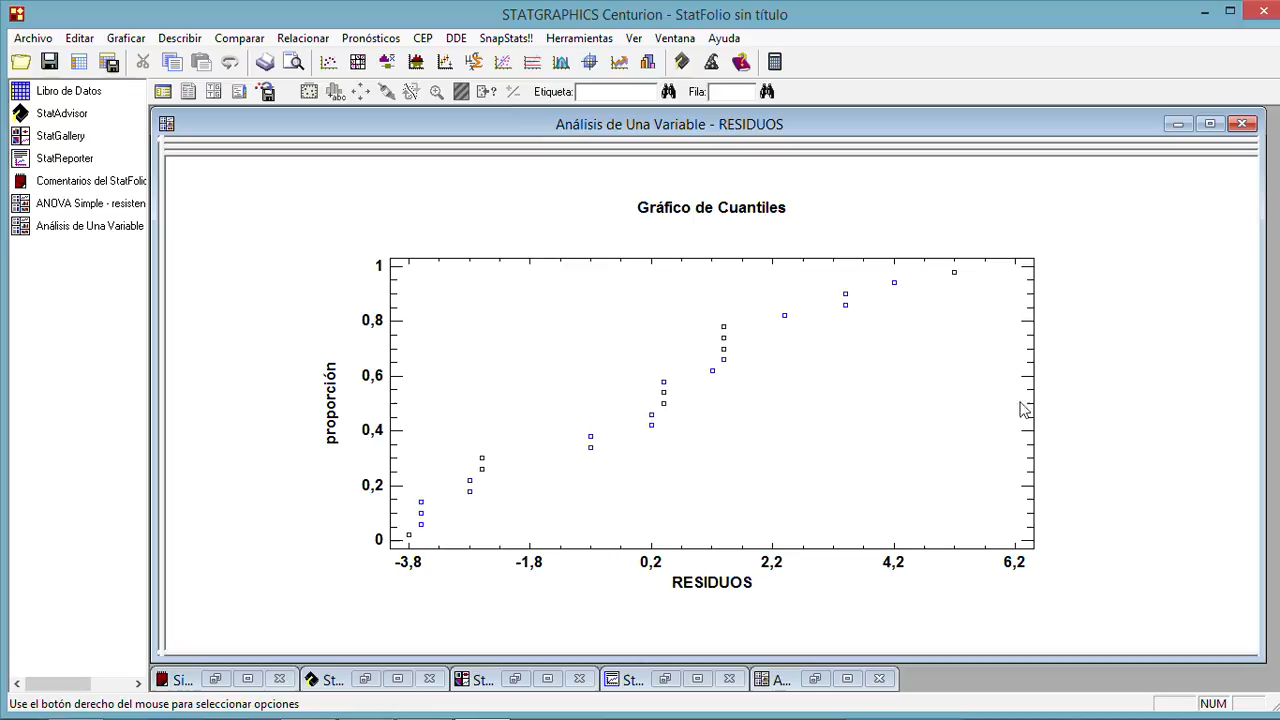 STATGRAPHICS Centurion - StatFolio sin título
Archivo Editar Graficar Describir Comparar Relacionar Pronósticos CEP DDE SnapStats!! Herramientas Ver Ventana Ayuda
Etiqueta: Fila:
Libro de Datos
StatAdvisor
StatGallery
StatReporter
Comentarios del StatFolio
ANOVA Simple - resisten
Análisis de Una Variable
Análisis de Una Variable - RESIDUOS
Gráfico de Cuantiles
proporción
1
0,8
0,6
0,4
0,2
0
-3,8 -1,8 0,2 2,2 4,2 6,2
RESIDUOS
Sí... St... St... St... A...
Use el botón derecho del mouse para seleccionar opciones
NUM